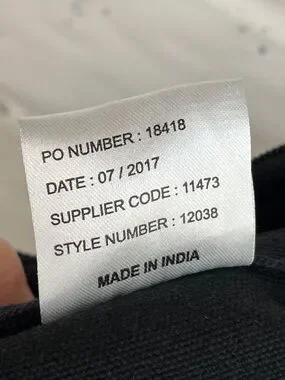 PO NUMBER : 18418
DATE : 07 / 2017
SUPPLIER CODE : 11473
STYLE NUMBER : 12038
MADE IN INDIA